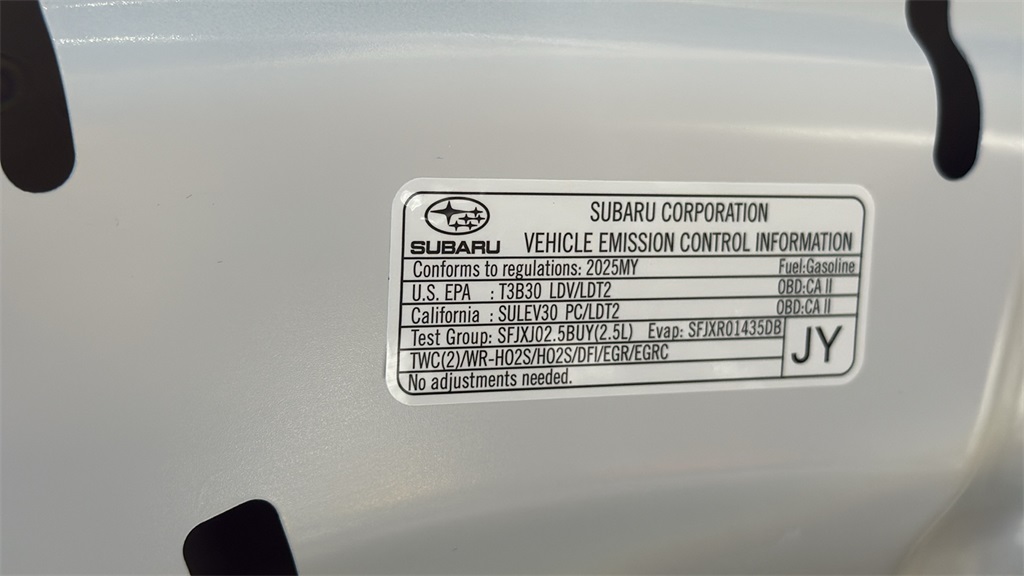 SUBARU
SUBARU CORPORATION
VEHICLE EMISSION CONTROL INFORMATION
Conforms to regulations: 2025MY Fuel:Gasoline
U.S. EPA : T3B30 LDV/LDT2 OBD:CA II
California : SULEV30 PC/LDT2 OBD:CA II
Test Group: SFJXJ02.5BUY(2.5L) Evap: SFJXR01435DB
TWC(2)/WR-HO2S/HO2S/DFI/EGR/EGRC
JY
No adjustments needed.